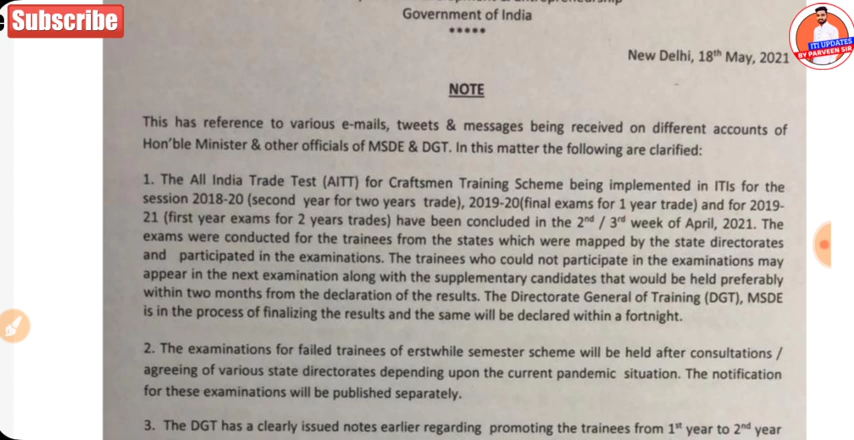 Subscribe
Government of India
*****
New Delhi, 18th May, 2021
ITI UPDATES
BY PARVEEN SIR
NOTE
This has reference to various e-mails, tweets & messages being received on different accounts of
Hon'ble Minister & other officials of MSDE & DGT. In this matter the following are clarified:
1. The All India Trade Test (AITT) for Craftsmen Training Scheme being implemented in ITIs for the
session 2018-20 (second year for two years trade), 2019-20(final exams for 1 year trade) and for 2019-
21 (first year exams for 2 years trades) have been concluded in the 2nd / 3rd week of April, 2021. The
exams were conducted for the trainees from the states which were mapped by the state directorates
and participated in the examinations. The trainees who could not participate in the examinations may
appear in the next examination along with the supplementary candidates that would be held preferably
within two months from the declaration of the results. The Directorate General of Training (DGT), MSDE
is in the process of finalizing the results and the same will be declared within a fortnight.
2. The examinations for failed trainees of erstwhile semester scheme will be held after consultations /
agreeing of various state directorates depending upon the current pandemic situation. The notification
for these examinations will be published separately.
3. The DGT has a clearly issued notes earlier regarding promoting the trainees from 1st year to 2nd year